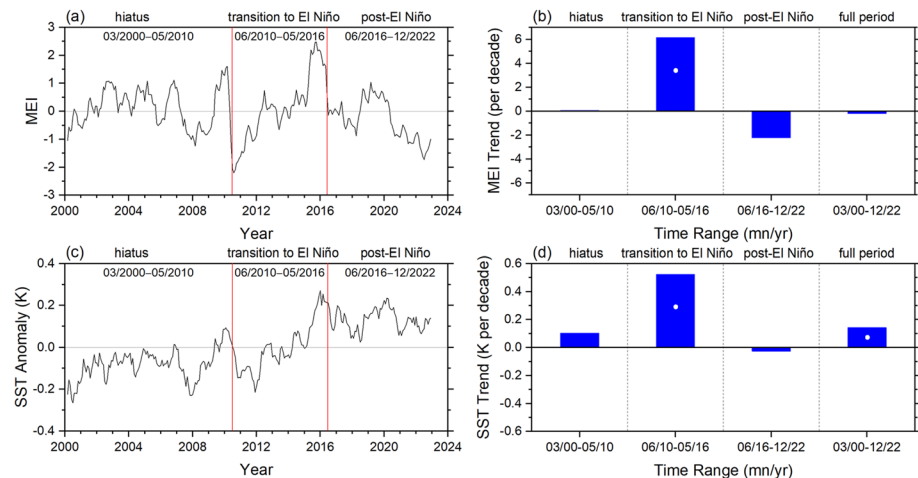 (a)
hiatus
transition to El Niño
post-El Niño
03/2000–05/2010
06/2010–05/2016
06/2016–12/2022
3
2
1
0
-1
-2
-3
MEI
2000
2004
2008
2012
2016
2020
2024
Year
(b)
hiatus
transition to El Niño
post-El Niño
full period
6
4
2
0
-2
-4
-6
MEI Trend (per decade)
03/00-05/10
06/10-05/16
06/16-12/22
03/00-12/22
Time Range (mn/yr)
(c)
hiatus
transition to El Niño
post-El Niño
03/2000–05/2010
06/2010–05/2016
06/2016–12/2022
0.4
0.2
0.0
-0.2
-0.4
SST Anomaly (K)
2000
2004
2008
2012
2016
2020
2024
Year
(d)
hiatus
transition to El Niño
post-El Niño
full period
0.6
0.4
0.2
0.0
-0.2
-0.4
-0.6
SST Trend (K per decade)
03/00-05/10
06/10-05/16
06/16-12/22
03/00-12/22
Time Range (mn/yr)